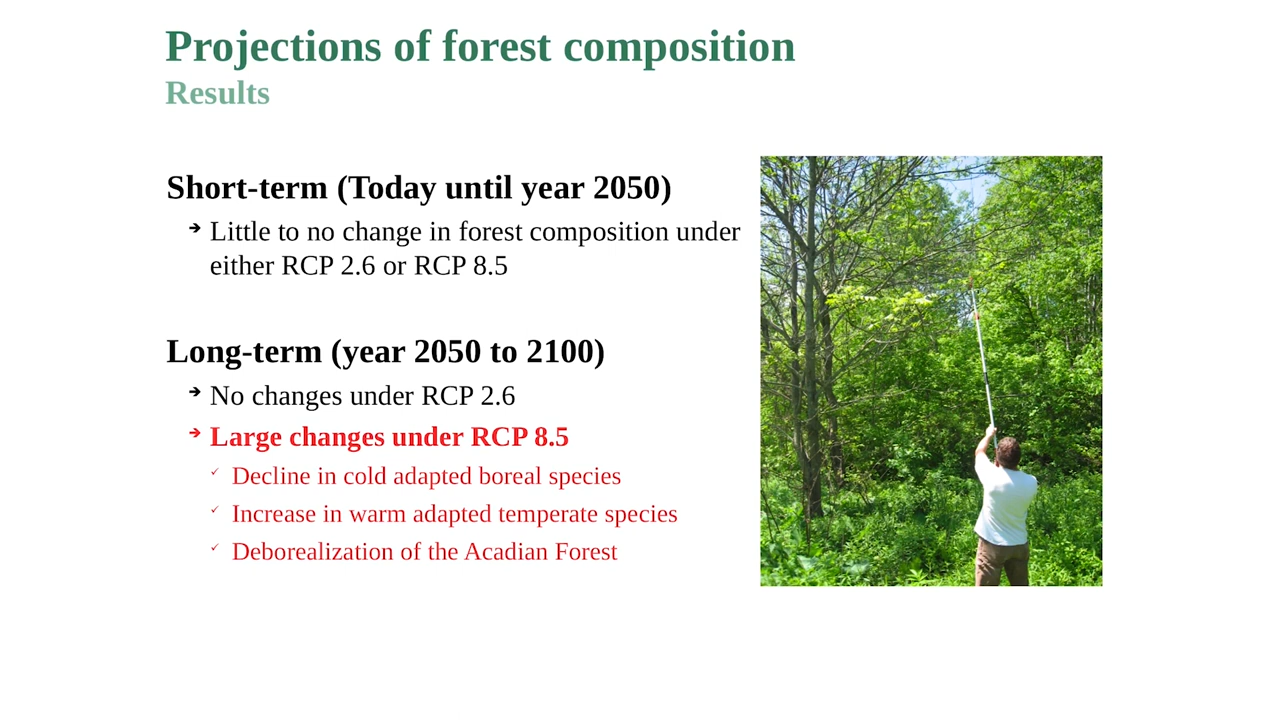 Projections of forest composition
Results
Short-term (Today until year 2050)
➔ Little to no change in forest composition under
either RCP 2.6 or RCP 8.5
Long-term (year 2050 to 2100)
➔ No changes under RCP 2.6
➔ Large changes under RCP 8.5
✓ Decline in cold adapted boreal species
✓ Increase in warm adapted temperate species
✓ Deborealization of the Acadian Forest